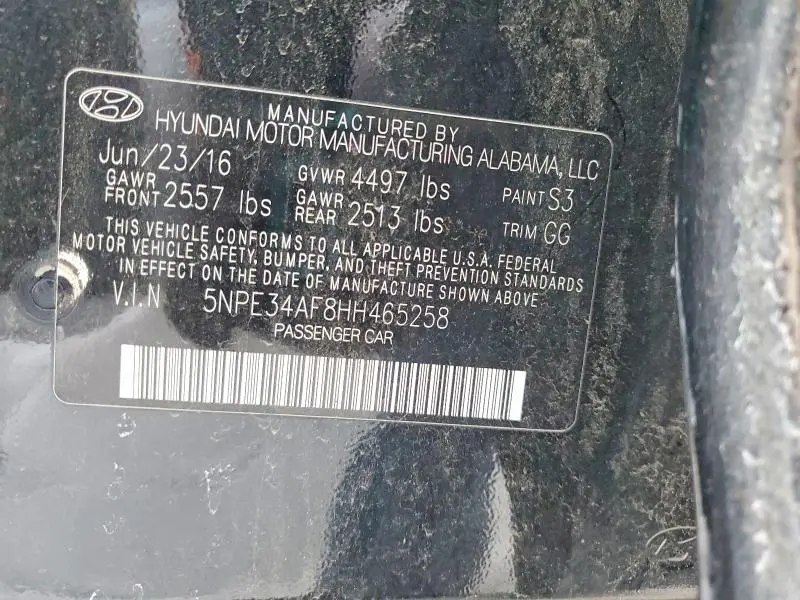 MANUFACTURED BY
HYUNDAI MOTOR MANUFACTURING ALABAMA, LLC
Jun/23/16 GVWR 4497 lbs PAINT S3
GAWR FRONT 2557 lbs GAWR REAR 2513 lbs TRIM GG
THIS VEHICLE CONFORMS TO ALL APPLICABLE U.S.A. FEDERAL
MOTOR VEHICLE SAFETY, BUMPER, AND THEFT PREVENTION STANDARDS
IN EFFECT ON THE DATE OF MANUFACTURE SHOWN ABOVE
V.I.N 5NPE34AF8HH465258
PASSENGER CAR